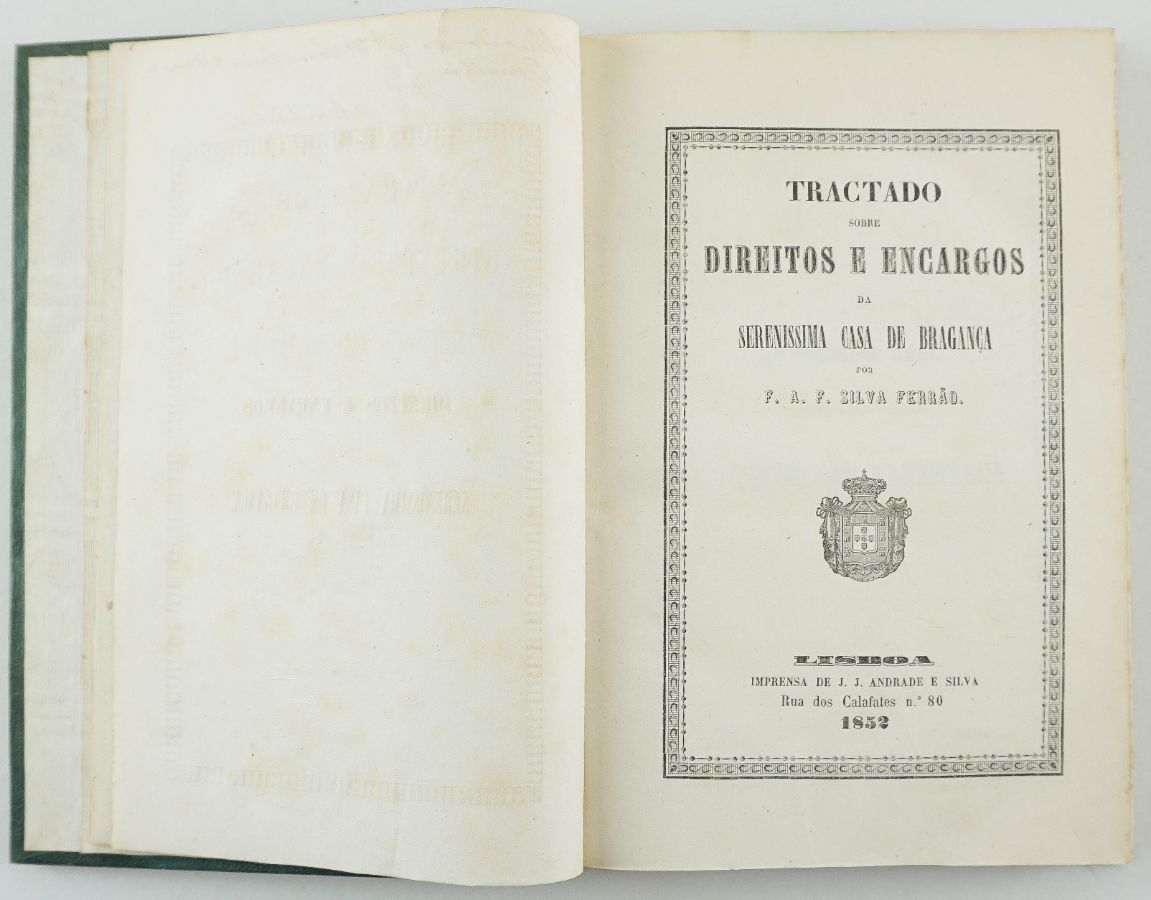 TRACTADO
SOBRE
DIREITOS E ENCARGOS
DA
SERENISSIMA CASA DE BRAGANÇA
POR
F. A. F. SILVA FERRÃO.
LISBOA
IMPRENSA DE J. J. ANDRADE E SILVA
Rua dos Calafates n.º 80
1852